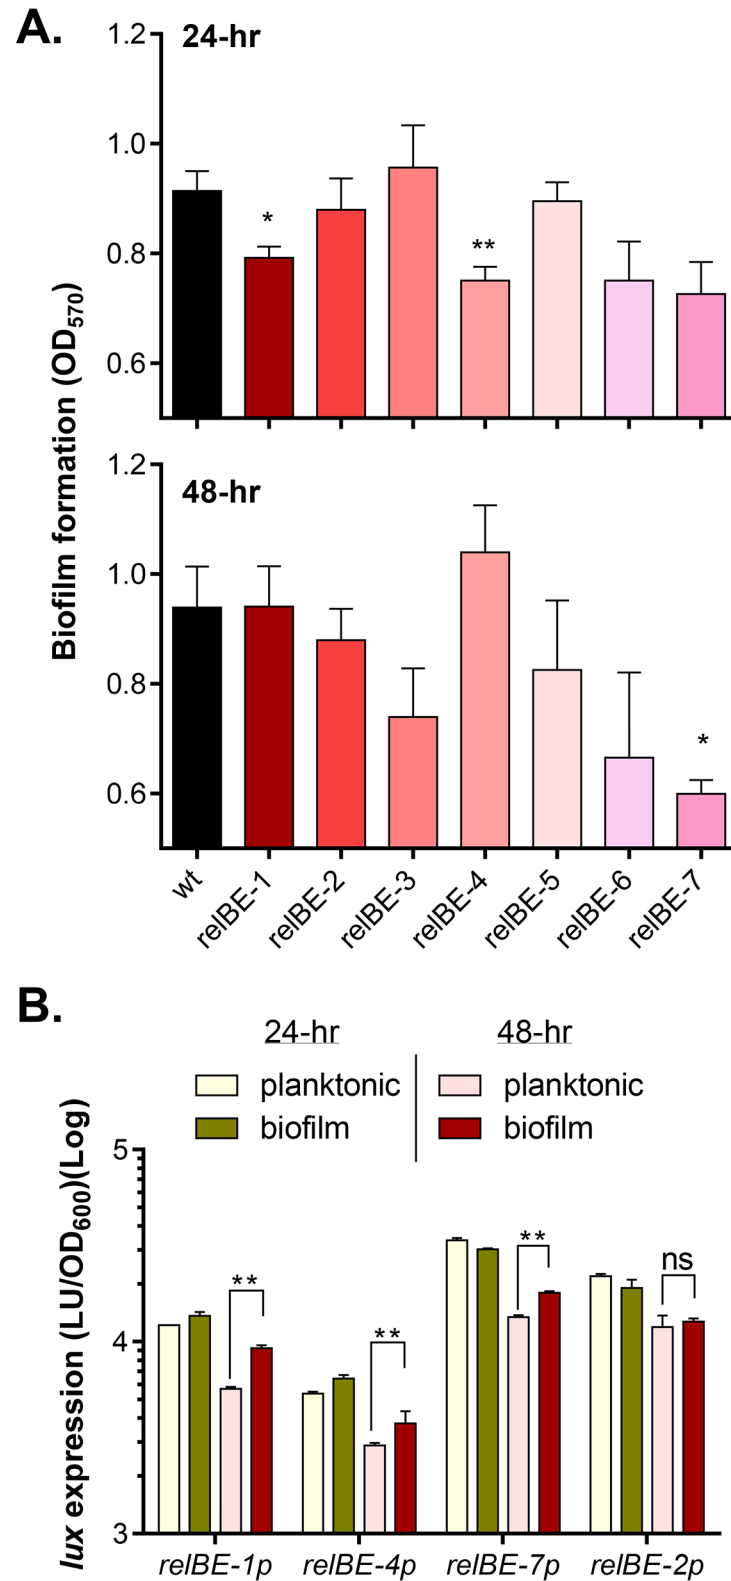 A.
24-hr
1.2
1.0
0.8
0.6
*
**
Biofilm formation (OD570)
48-hr
1.2
1.0
0.8
0.6
*
wt
relBE-1
relBE-2
relBE-3
relBE-4
relBE-5
relBE-6
relBE-7
B.
24-hr 48-hr
planktonic planktonic
biofilm biofilm
lux expression (LU/OD600)(Log)
5
4
3
**
**
**
ns
relBE-1p relBE-4p relBE-7p relBE-2p